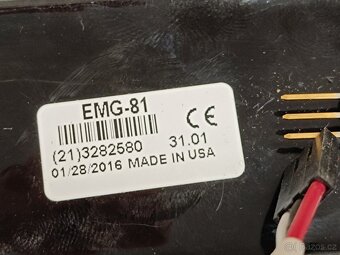 EMG-81
CE
(21)3282580 31.01
01/28/2016 MADE IN USA